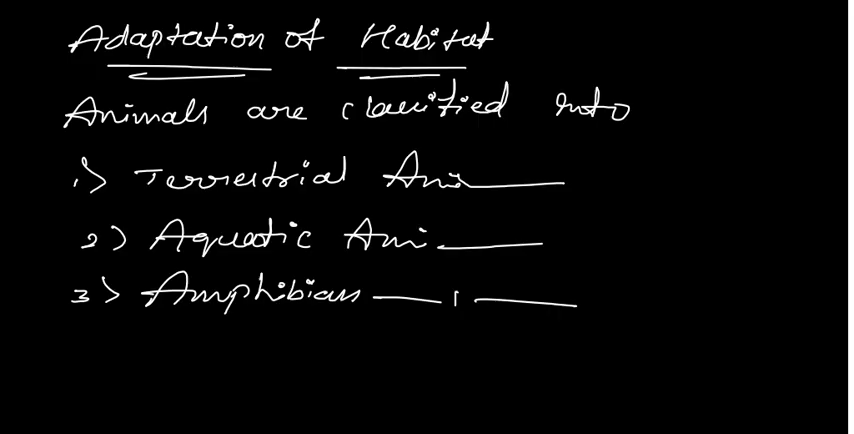 Adaptation of Habitat
Animals are classified into
1.) Terrestrial Ani
2) Aquatic Ani
3) Amphibians